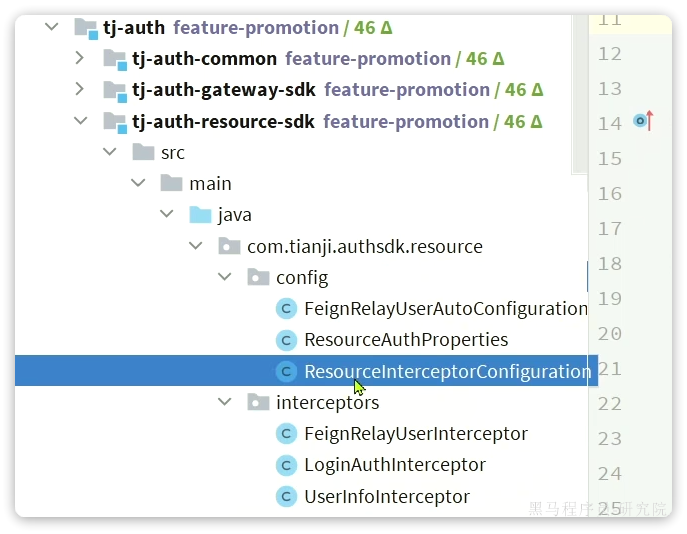 tj-auth feature-promotion / 46 Δ
tj-auth-common feature-promotion / 46 Δ
tj-auth-gateway-sdk feature-promotion / 46 Δ
tj-auth-resource-sdk feature-promotion / 46 Δ
src
main
java
com.tianji.authsdk.resource
config
FeignRelayUserAutoConfiguration
ResourceAuthProperties
ResourceInterceptorConfiguration
interceptors
FeignRelayUserInterceptor
LoginAuthInterceptor
UserInfoInterceptor
11
12
13
14
15
16
17
18
19
20
21
22
23
24
25
黑马程序员研究院